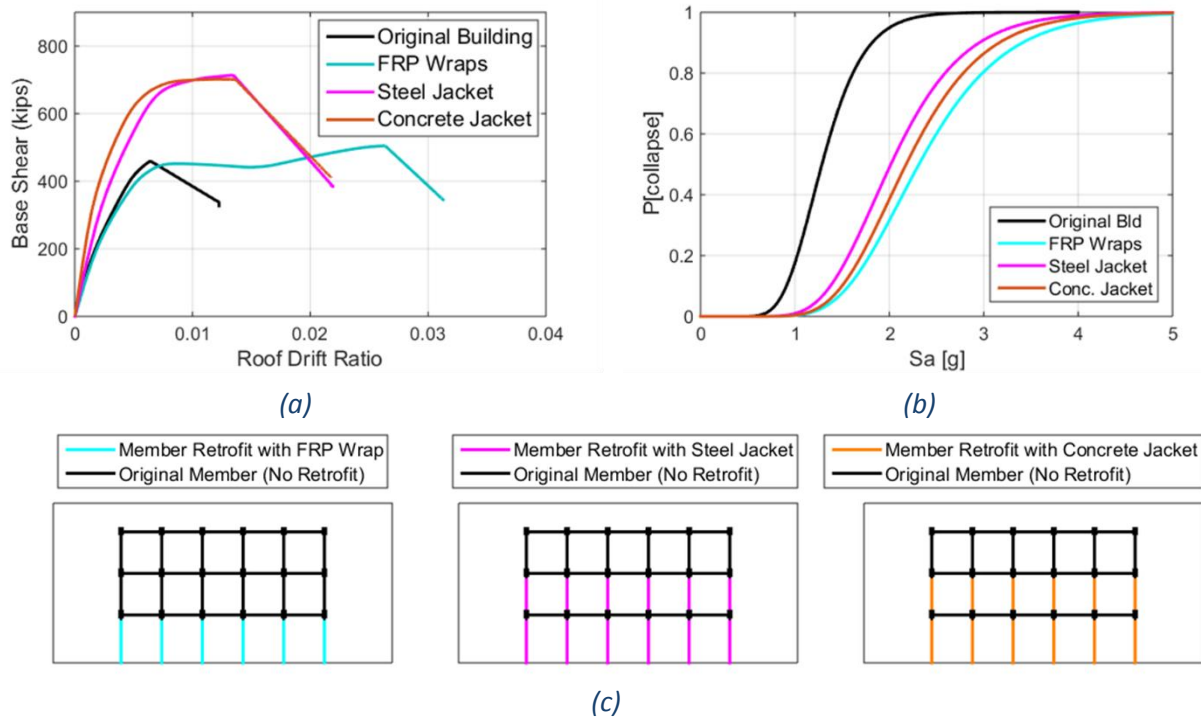 Base Shear (kips)
800
600
400
200
0
0
0.01
0.02
0.03
0.04
Roof Drift Ratio
Original Building
FRP Wraps
Steel Jacket
Concrete Jacket
(a)
P[collapse]
1
0.8
0.6
0.4
0.2
0
0
1
2
3
4
5
Sa [g]
Original Bld
FRP Wraps
Steel Jacket
Conc. Jacket
(b)
Member Retrofit with FRP Wrap
Original Member (No Retrofit)
Member Retrofit with Steel Jacket
Original Member (No Retrofit)
Member Retrofit with Concrete Jacket
Original Member (No Retrofit)
(c)